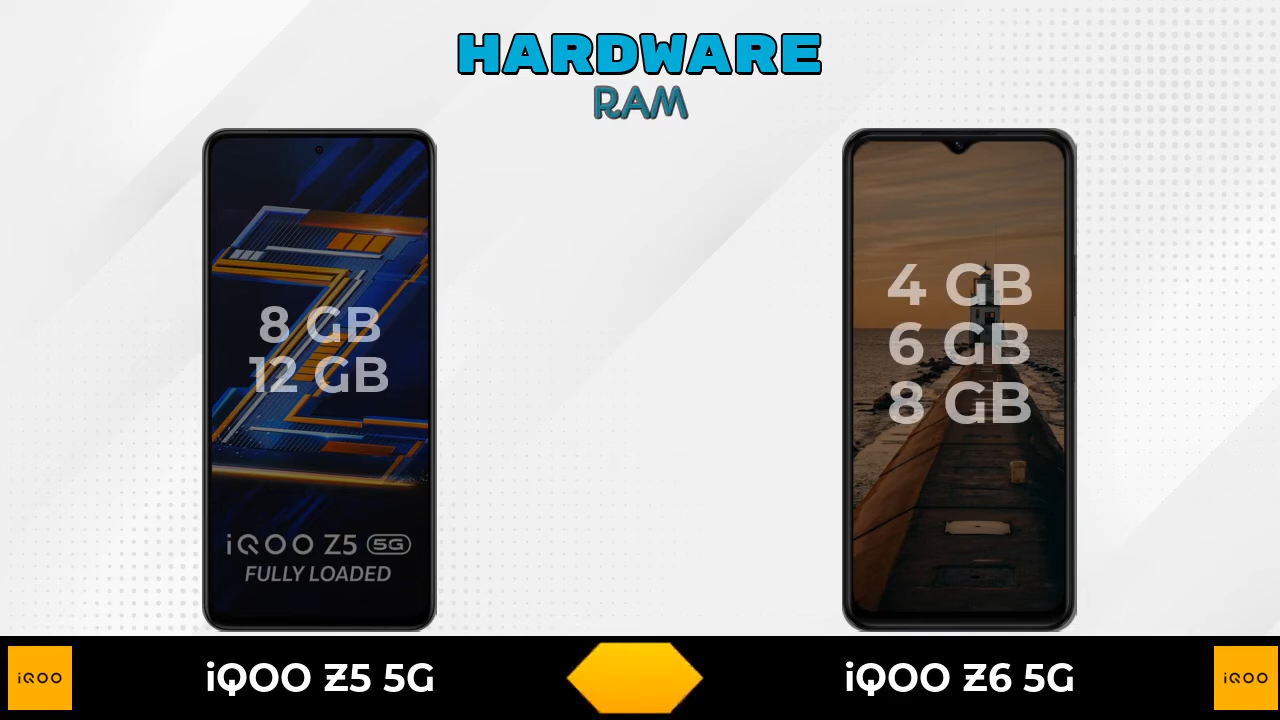 HARDWARE
RAM
8 GB
12 GB
iQOO Z5 5G
FULLY LOADED
4 GB
6 GB
8 GB
iQOO
iQOO Z5 5G
iQOO Z6 5G
iQOO